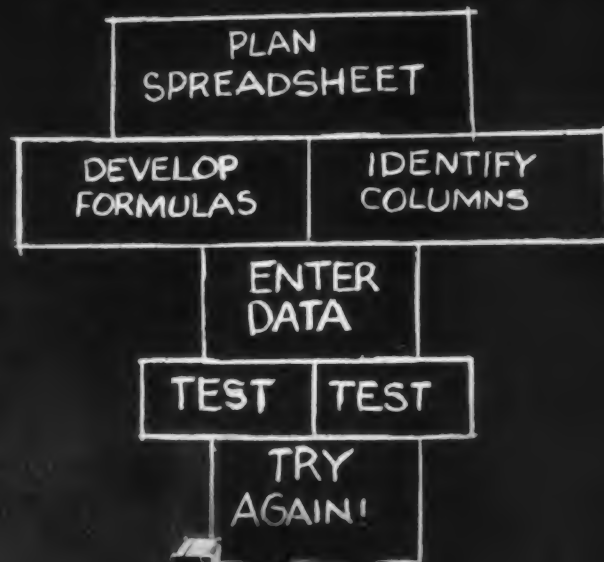 PLAN
SPREADSHEET
DEVELOP
FORMULAS
IDENTIFY
COLUMNS
ENTER
DATA
TEST
TEST
TRY
AGAIN!